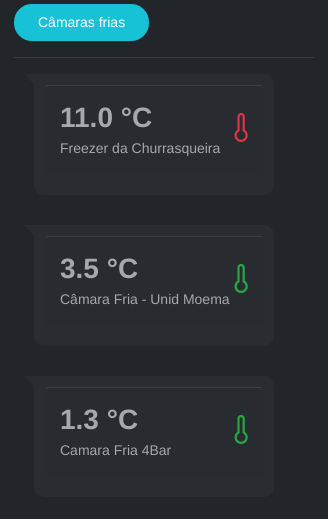 Câmaras frias
11.0 °C
Freezer da Churrasqueira
3.5 °C
Câmara Fria - Unid Moema
1.3 °C
Camara Fria 4Bar